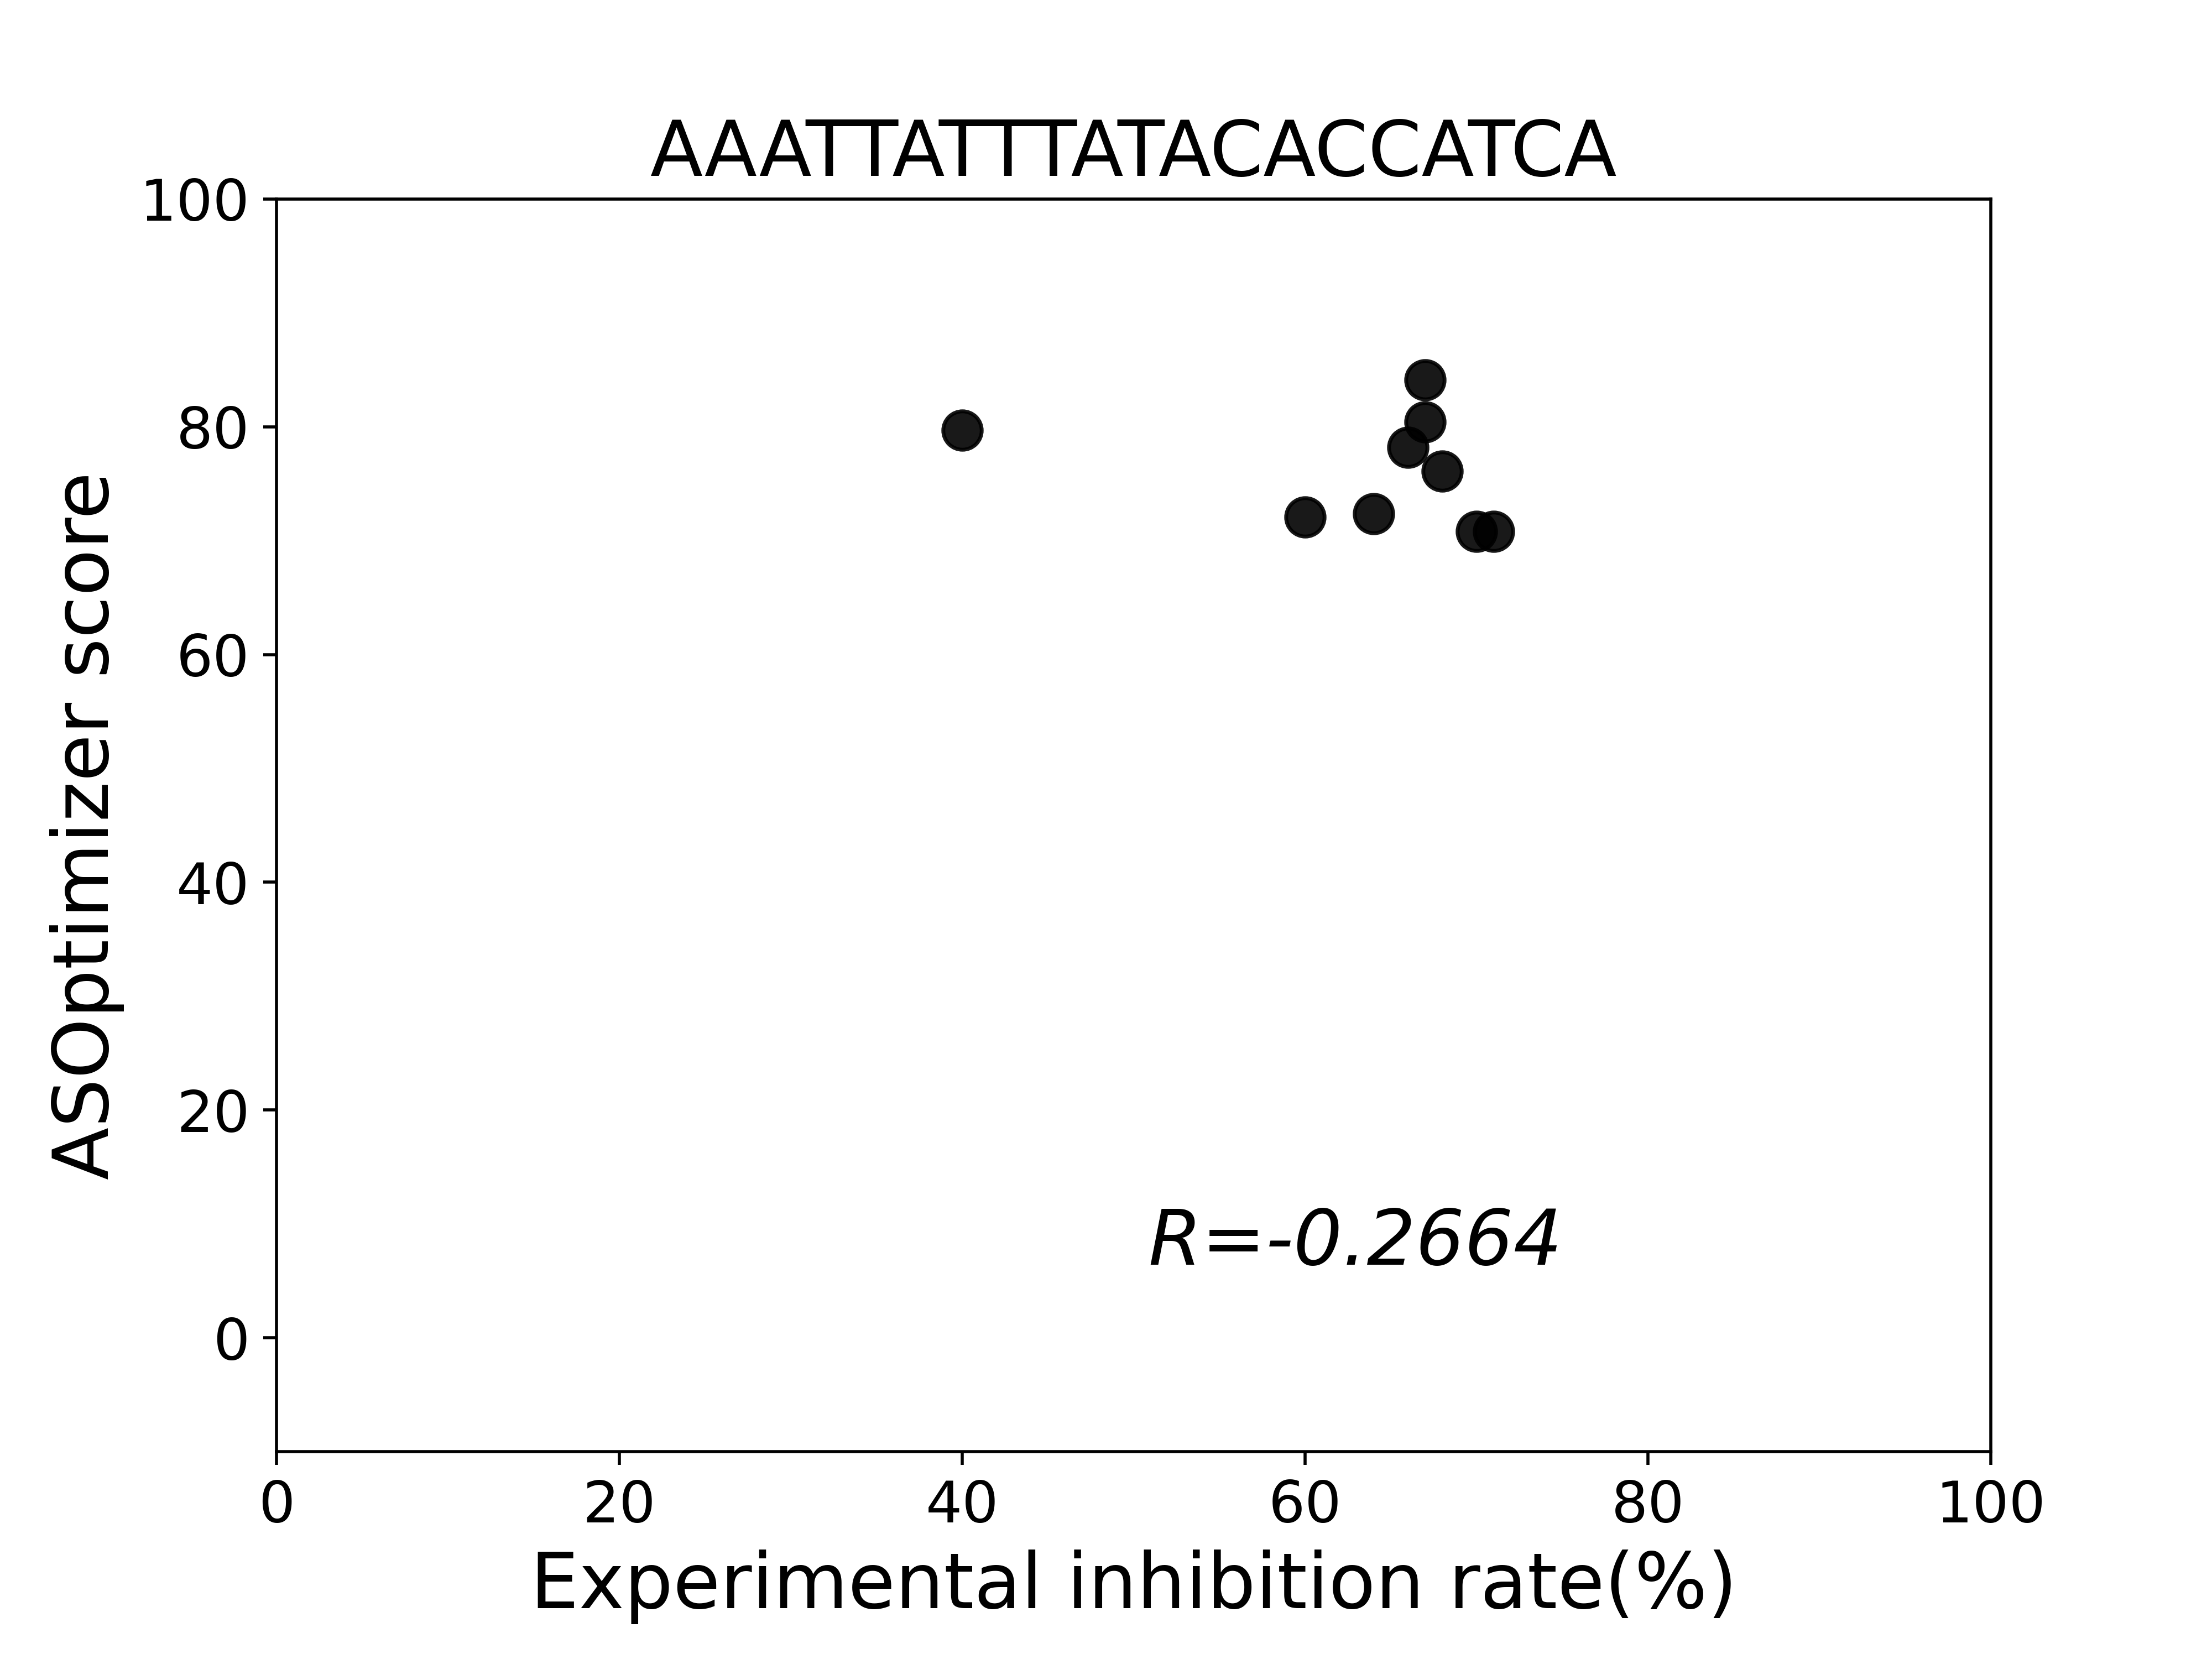 AAATTATTTATACACCATCA
100
80
60
40
20
0
ASOptimizer score
R=-0.2664
0 20 40 60 80 100
Experimental inhibition rate(%)